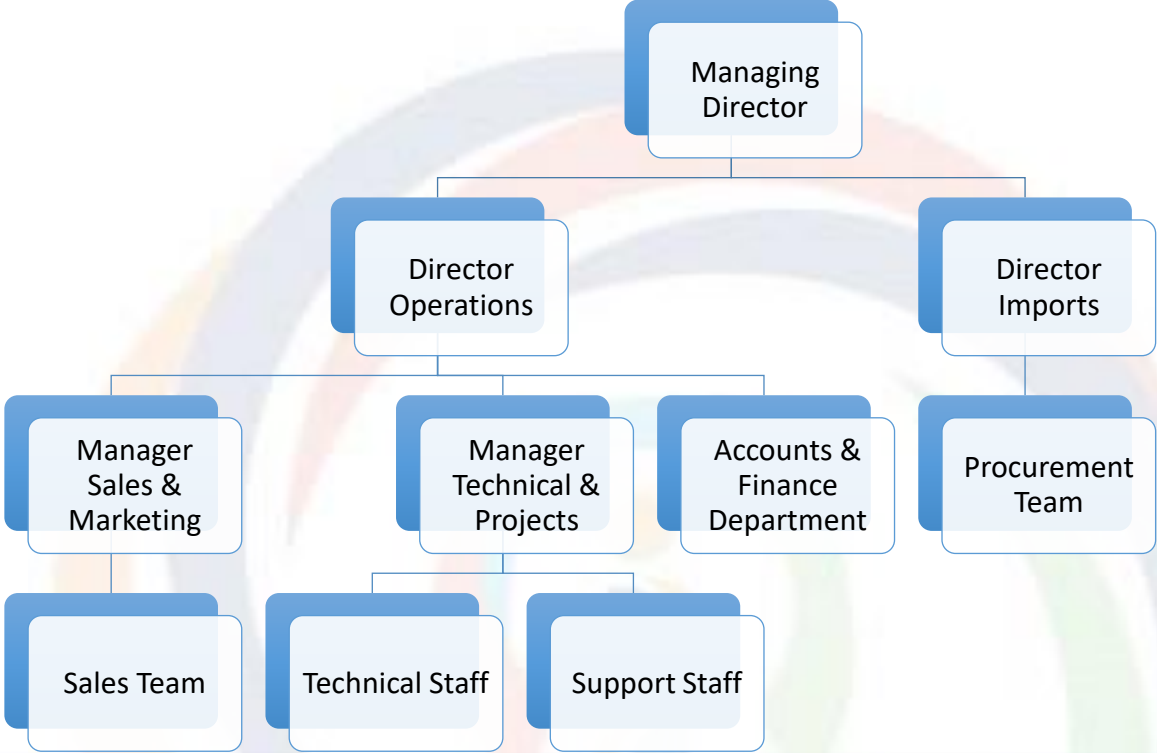 Managing
Director
Director
Operations
Director
Imports
Manager
Sales &
Marketing
Manager
Technical &
Projects
Accounts &
Finance
Department
Procurement
Team
Sales Team
Technical Staff
Support Staff